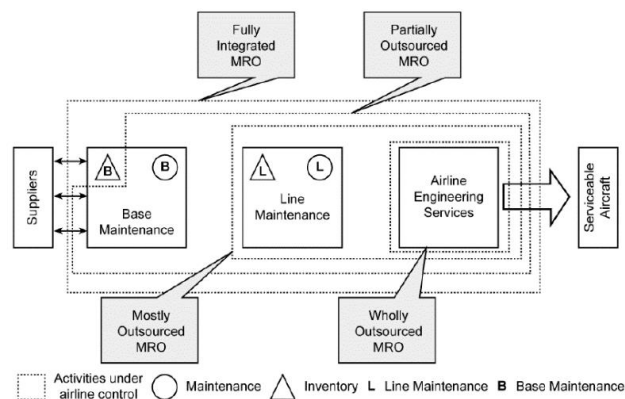 Fully
Integrated
MRO
Partially
Outsourced
MRO
Suppliers
B
B
Base
Maintenance
L
L
Line
Maintenance
Airline
Engineering
Services
Serviceable
Aircraft
Mostly
Outsourced
MRO
Wholly
Outsourced
MRO
Activities under
airline control
Maintenance
Inventory
L Line Maintenance
B Base Maintenance